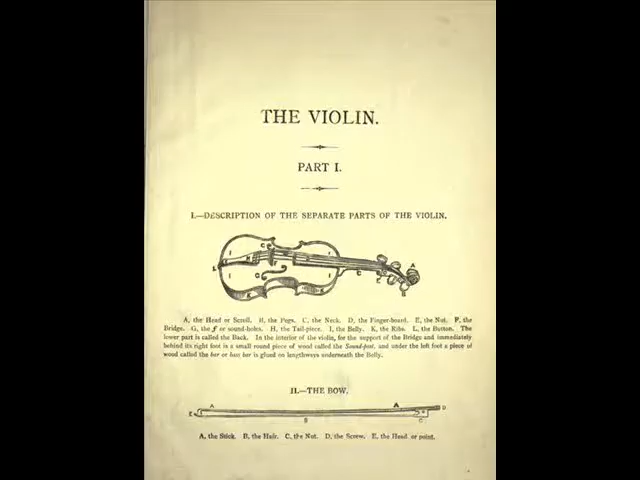 THE VIOLIN.
PART I.
I.—DESCRIPTION OF THE SEPARATE PARTS OF THE VIOLIN.
A, the Head or Scroll. B, the Pegs. C, the Neck. D, the Finger-board. E, the Nut. F, the
Bridge. G, the f or sound-holes. H, the Tail-piece. I, the Belly. K, the Ribs. L, the Button. The
lower part is called the Back. In the interior of the violin, for the support of the Bridge and immediately
behind its right foot is a small round piece of wood called the Sound-post, and under the left foot a piece of
wood called the bar or bass bar is glued on lengthways underneath the Belly.
II.—THE BOW.
A, the Stick. B, the Hair. C, the Nut. D, the Screw. E, the Head or point.